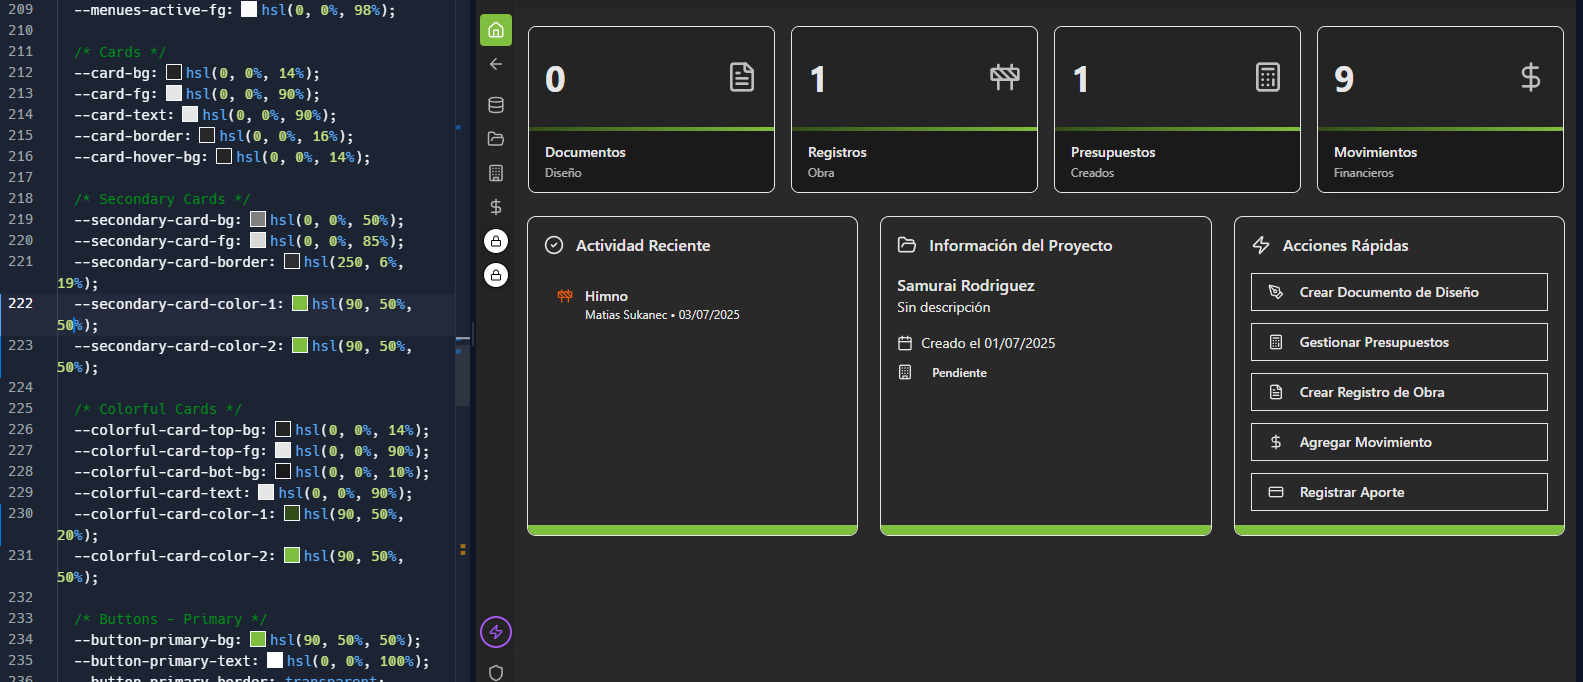 209 --menues-active-fg: hsl(0, 0%, 98%);
210
211 /* Cards */
212 --card-bg: hsl(0, 0%, 14%);
213 --card-fg: hsl(0, 0%, 90%);
214 --card-text: hsl(0, 0%, 90%);
215 --card-border: hsl(0, 0%, 16%);
216 --card-hover-bg: hsl(0, 0%, 14%);
217
218 /* Secondary Cards */
219 --secondary-card-bg: hsl(0, 0%, 50%);
220 --secondary-card-fg: hsl(0, 0%, 85%);
221 --secondary-card-border: hsl(250, 6%,
19%);
222 --secondary-card-color-1: hsl(90, 50%,
50%);
223 --secondary-card-color-2: hsl(90, 50%,
50%);
224
225 /* Colorful Cards */
226 --colorful-card-top-bg: hsl(0, 0%, 14%);
227 --colorful-card-top-fg: hsl(0, 0%, 90%);
228 --colorful-card-bot-bg: hsl(0, 0%, 10%);
229 --colorful-card-text: hsl(0, 0%, 90%);
230 --colorful-card-color-1: hsl(90, 50%,
20%);
231 --colorful-card-color-2: hsl(90, 50%,
50%);
232
233 /* Buttons - Primary */
234 --button-primary-bg: hsl(90, 50%, 50%);
235 --button-primary-text: hsl(0, 0%, 100%);
236 --button-primary-border: transparent;
0
Documentos
Diseño
1
Registros
Obra
1
Presupuestos
Creados
9
Movimientos
Financieros
Actividad Reciente
Himno
Matias Sukanec • 03/07/2025
Información del Proyecto
Samurai Rodriguez
Sin descripción
Creado el 01/07/2025
Pendiente
Acciones Rápidas
Crear Documento de Diseño
Gestionar Presupuestos
Crear Registro de Obra
Agregar Movimiento
Registrar Aporte